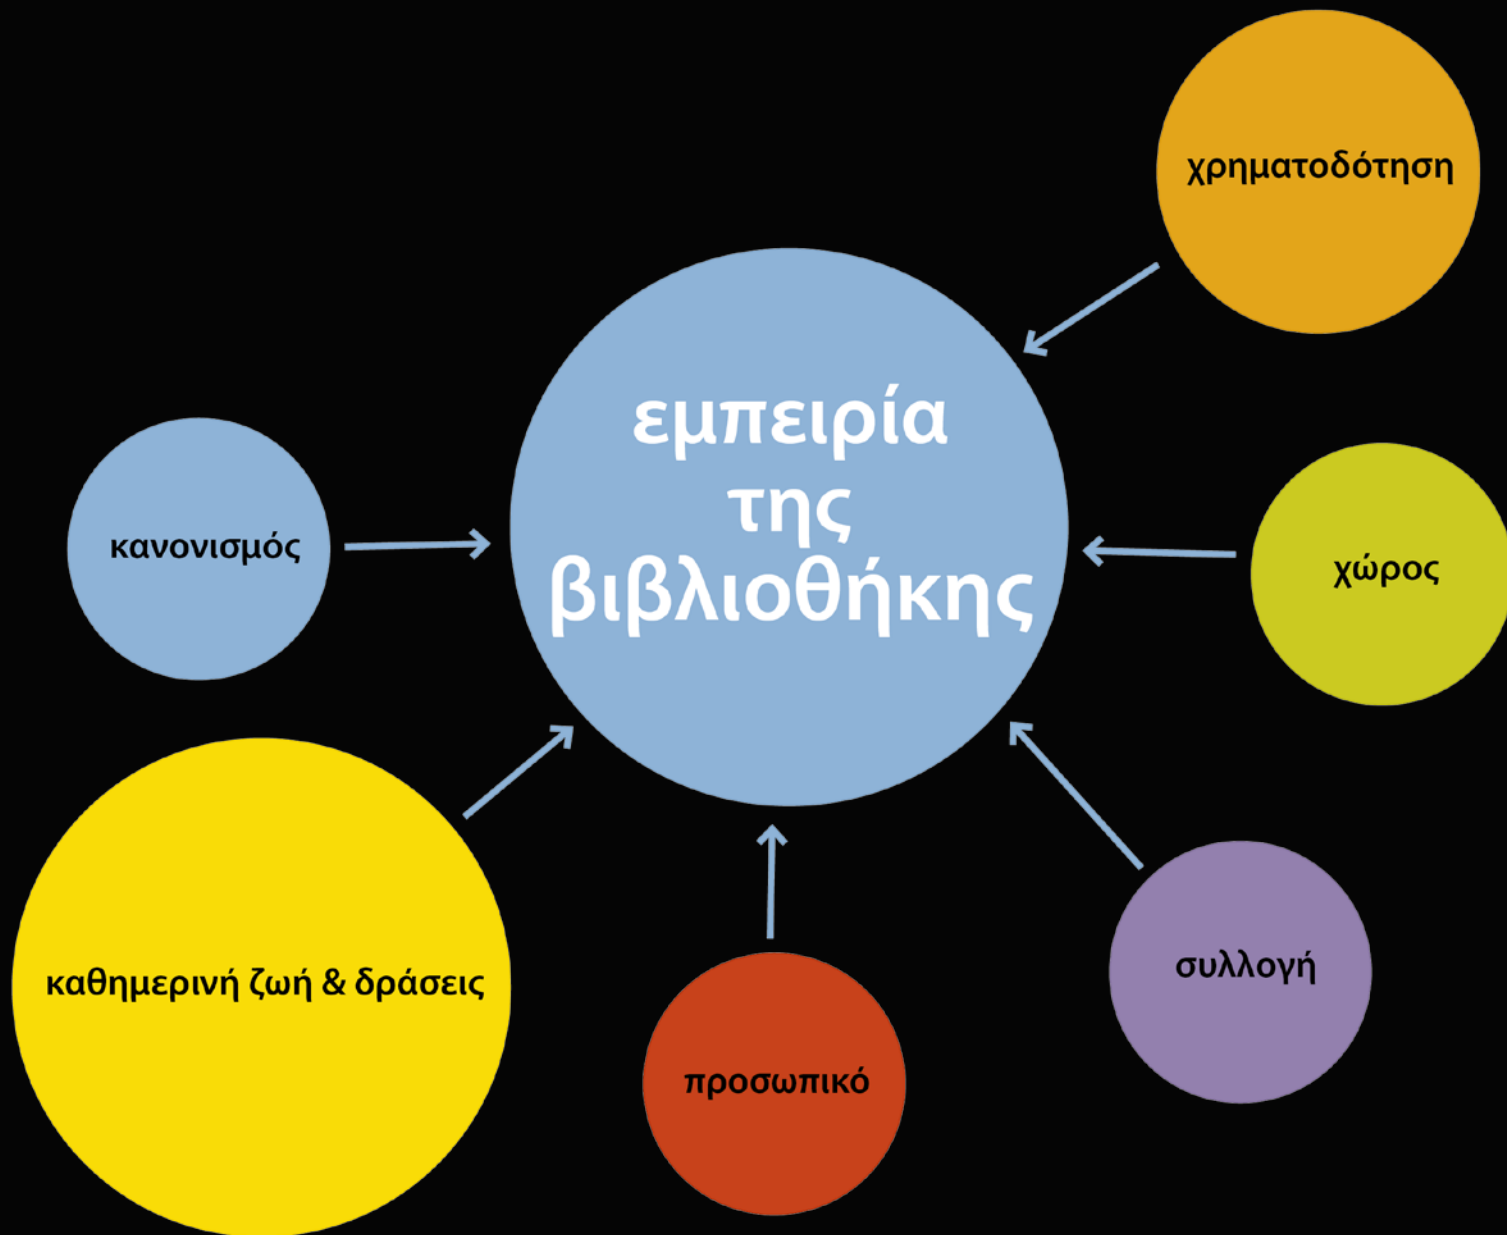 χρηματοδότηση
εμπειρία
της
βιβλιοθήκης
κανονισμός
χώρος
καθημερινή ζωή & δράσεις
συλλογή
προσωπικό